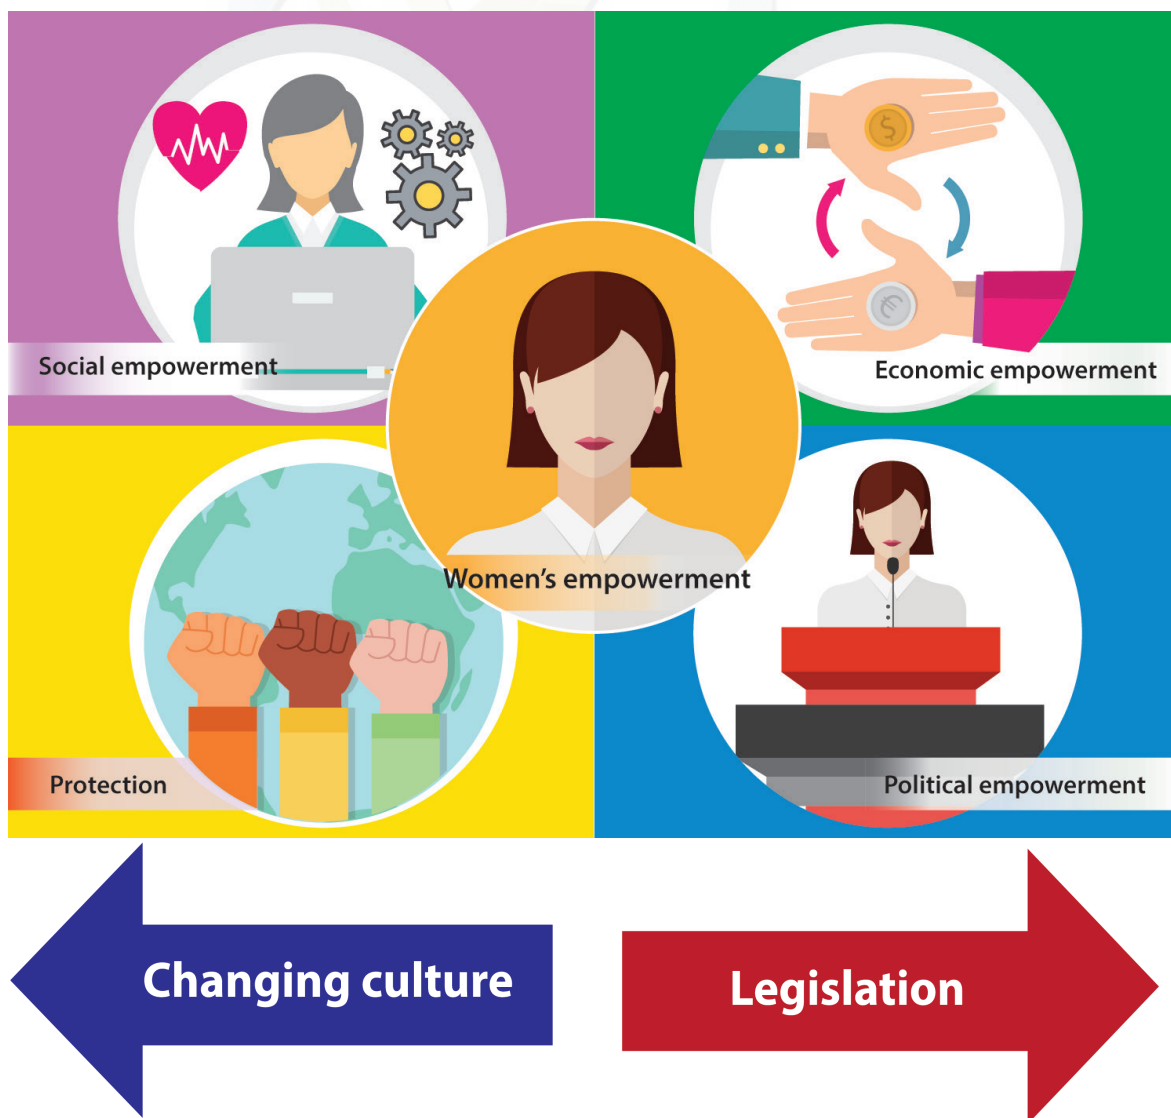 Social empowerment
Economic empowerment
Women's empowerment
Protection
Political empowerment
Changing culture
Legislation
$
€